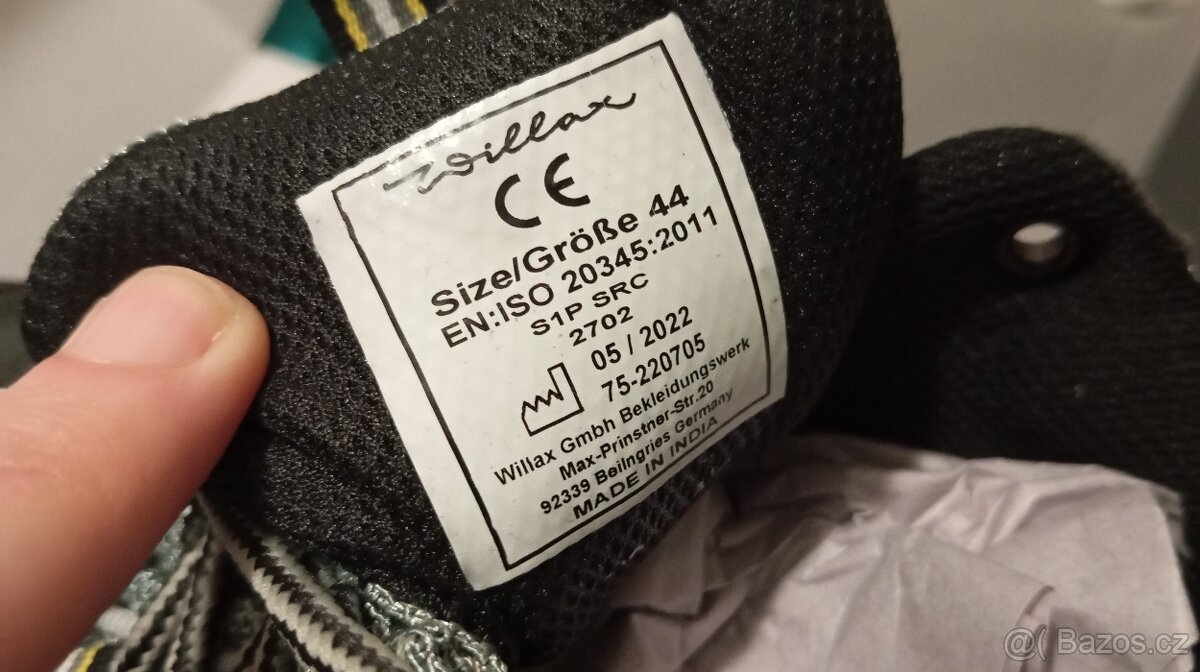 Willax
CE
Size/Größe 44
EN:ISO 20345:2011
S1P SRC
2702
05 / 2022
75-220705
Willax Gmbh Bekleidungswerk
Max-Prinstner-Str.20
92339 Beilngries Germany
MADE IN INDIA
@( Bazos.cz